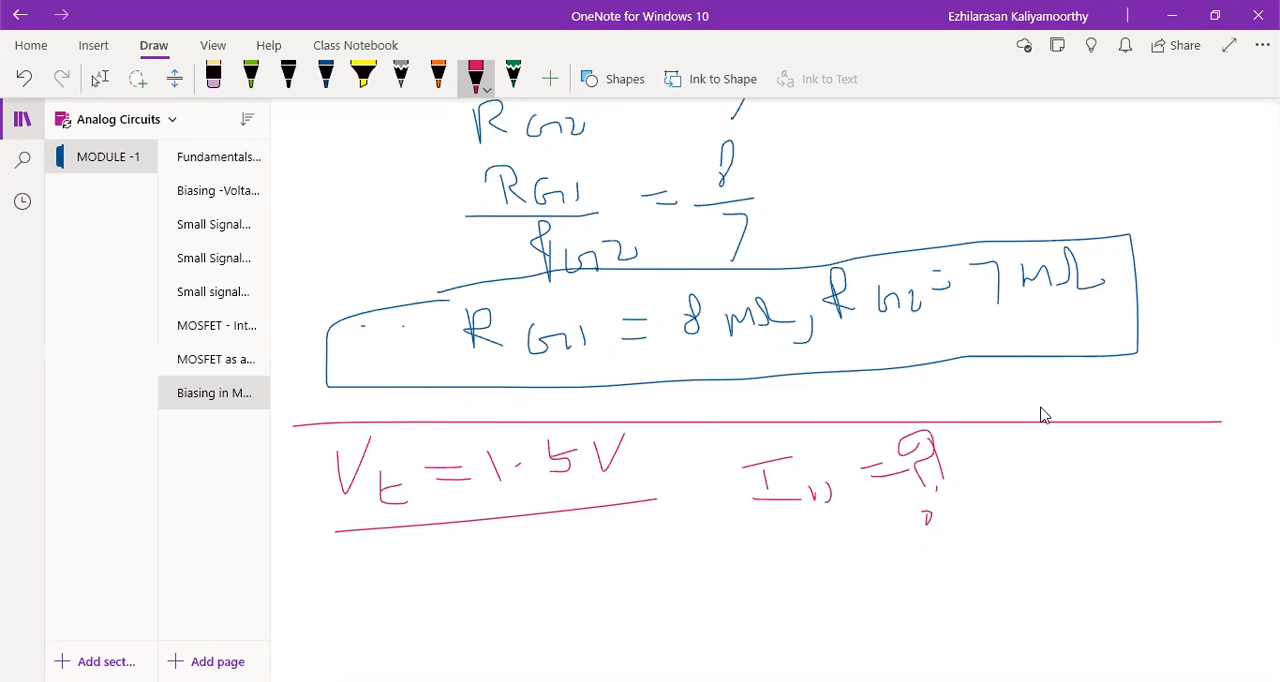 OneNote for Windows 10
Ezhilarasan Kaliyamoorthy
Home Insert Draw View Help Class Notebook
Share
Shapes Ink to Shape Ink to Text
Analog Circuits
MODULE -1
Fundamentals...
Biasing -Volta...
Small Signal...
Small Signal...
Small signal...
MOSFET - Int...
MOSFET as a...
Biasing in M...
Add sect...
Add page
RG2
RG1 / RG2 = 8 / 7
∴ RG1 = 8 MΩ, RG2 = 7 MΩ
Vt = 1.5V ID = ?